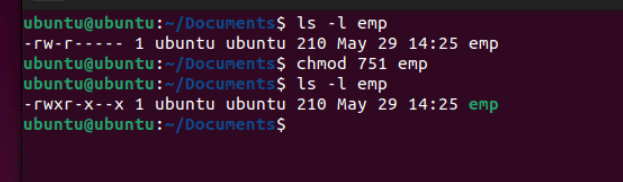 ubuntu@ubuntu:~/Documents$ ls -l emp
-rw-r----- 1 ubuntu ubuntu 210 May 29 14:25 emp
ubuntu@ubuntu:~/Documents$ chmod 751 emp
ubuntu@ubuntu:~/Documents$ ls -l emp
-rwxr-x--x 1 ubuntu ubuntu 210 May 29 14:25 emp
ubuntu@ubuntu:~/Documents$